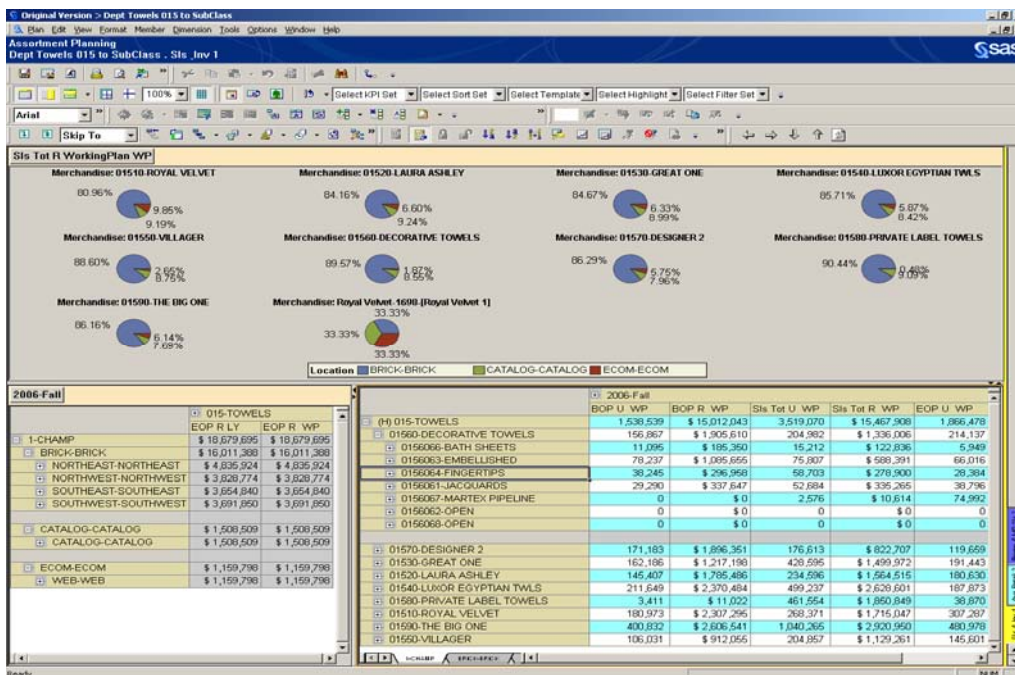 Original Version > Dept Towels 015 to SubClass
Plan Edit View Format Member Dimension Tools Options Window Help
Assortment Planning
Dept Towels 015 to SubClass . Sls _Inv 1
sas
100% Select KPI Set Select Sort Set Select Template Select Highlight Select Filter Set
Arial
Skip To
Sls Tot R WorkingPlan WP
Merchandise: 01510-ROYAL VELVET Merchandise: 01520-LAURA ASHLEY Merchandise: 01530-GREAT ONE Merchandise: 01540-LUXOR EGYPTIAN TWLS
80.96% 84.16% 84.67% 85.71%
9.85% 6.60% 6.33% 5.87%
9.19% 9.24% 8.99% 8.42%
Merchandise: 01550-VILLAGER Merchandise: 01560-DECORATIVE TOWELS Merchandise: 01570-DESIGNER 2 Merchandise: 01580-PRIVATE LABEL TOWELS
88.60% 89.57% 86.29% 90.44%
2.65% 1.87% 5.75% 0.48%
8.75% 8.55% 7.96% 9.09%
Merchandise: 01590-THE BIG ONE Merchandise: Royal Velvet-1690-[Royal Velvet 1]
86.16% 33.33%
6.14% 33.33%
7.69% 33.33%
Location BRICK-BRICK CATALOG-CATALOG ECOM-ECOM
2006-Fall
015-TOWELS
EOP R LY EOP R WP
1-CHAMP $ 18,679,695 $ 18,679,695
BRICK-BRICK $ 16,011,388 $ 16,011,388
NORTHEAST-NORTHEAST $ 4,835,924 $ 4,835,924
NORTHWEST-NORTHWEST $ 3,828,774 $ 3,828,774
SOUTHEAST-SOUTHEAST $ 3,654,840 $ 3,654,840
SOUTHWEST-SOUTHWEST $ 3,691,850 $ 3,691,850
CATALOG-CATALOG $ 1,508,509 $ 1,508,509
CATALOG-CATALOG $ 1,508,509 $ 1,508,509
ECOM-ECOM $ 1,159,798 $ 1,159,798
WEB-WEB $ 1,159,798 $ 1,159,798
2006-Fall
BOP U WP BOP R WP Sls Tot U WP Sls Tot R WP EOP U WP
(H) 015-TOWELS 1,538,539 $ 15,012,043 3,519,070 $ 15,467,908 1,866,478
01560-DECORATIVE TOWELS 156,867 $ 1,905,610 204,982 $ 1,336,006 214,137
0156066-BATH SHEETS 11,095 $ 185,350 15,212 $ 122,836 5,949
0156063-EMBELLISHED 78,237 $ 1,085,655 75,807 $ 588,391 66,016
0156064-FINGERTIPS 38,245 $ 296,958 58,703 $ 278,900 28,384
0156061-JACQUARDS 29,290 $ 337,647 52,684 $ 335,265 38,796
0156067-MARTEX PIPELINE 0 $ 0 2,576 $ 10,614 74,992
0156062-OPEN 0 $ 0 0 $ 0 0
0156068-OPEN 0 $ 0 0 $ 0 0
01570-DESIGNER 2 171,183 $ 1,896,351 176,613 $ 822,707 119,659
01530-GREAT ONE 162,186 $ 1,217,198 428,595 $ 1,499,972 191,443
01520-LAURA ASHLEY 145,407 $ 1,785,486 234,596 $ 1,564,515 180,630
01540-LUXOR EGYPTIAN TWLS 211,649 $ 2,370,484 499,237 $ 2,628,601 187,873
01580-PRIVATE LABEL TOWELS 3,411 $ 11,022 461,554 $ 1,850,849 38,870
01510-ROYAL VELVET 180,973 $ 2,307,295 268,371 $ 1,715,047 307,287
01590-THE BIG ONE 400,832 $ 2,606,541 1,040,265 $ 2,920,950 480,978
01550-VILLAGER 106,031 $ 912,055 204,857 $ 1,129,261 145,601
1-CHAMP BRICK-BRICK
Ready NUM